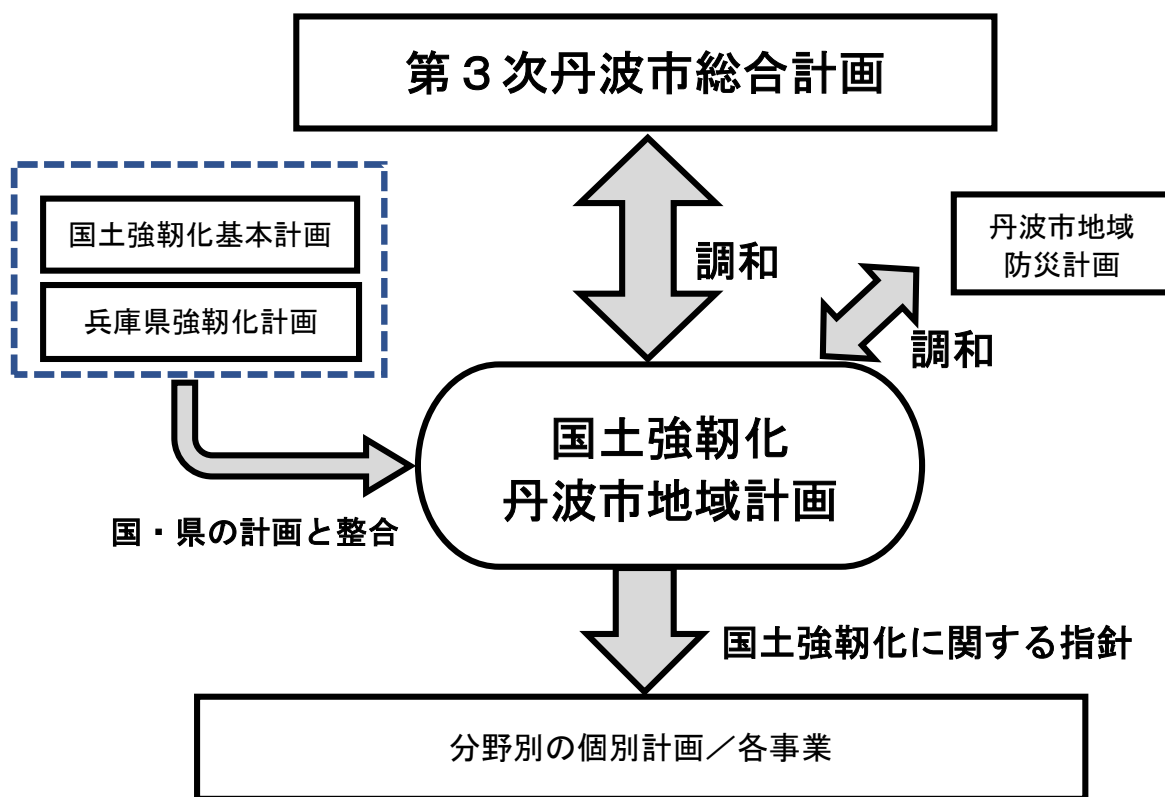 第３次丹波市総合計画
国土強靱化基本計画
兵庫県強靱化計画
調和
丹波市地域
防災計画
調和
国土強靱化
丹波市地域計画
国・県の計画と整合
国土強靱化に関する指針
分野別の個別計画／各事業